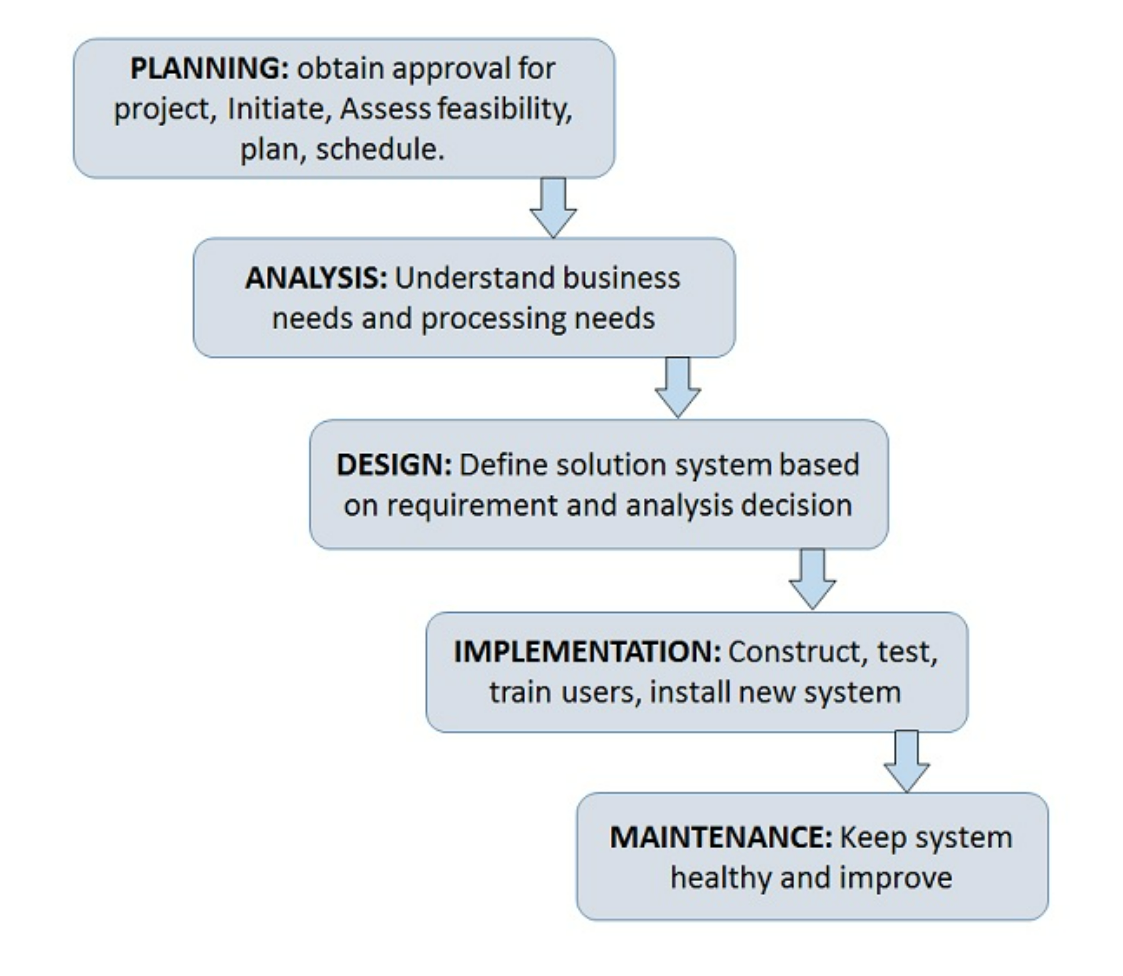 PLANNING: obtain approval for
project, Initiate, Assess feasibility,
plan, schedule.
ANALYSIS: Understand business
needs and processing needs
DESIGN: Define solution system based
on requirement and analysis decision
IMPLEMENTATION: Construct, test,
train users, install new system
MAINTENANCE: Keep system
healthy and improve